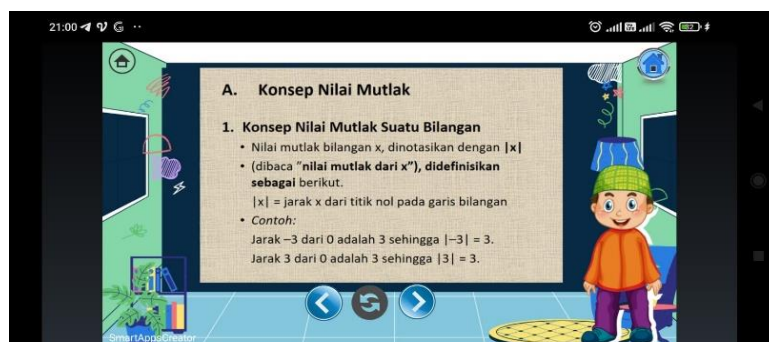 21:00
A. Konsep Nilai Mutlak
1. Konsep Nilai Mutlak Suatu Bilangan
• Nilai mutlak bilangan x, dinotasikan dengan |x|
• (dibaca "nilai mutlak dari x"), didefinisikan
sebagai berikut.
|x| = jarak x dari titik nol pada garis bilangan
• Contoh:
Jarak –3 dari 0 adalah 3 sehingga |–3| = 3.
Jarak 3 dari 0 adalah 3 sehingga |3| = 3.
SmartAppsCreator